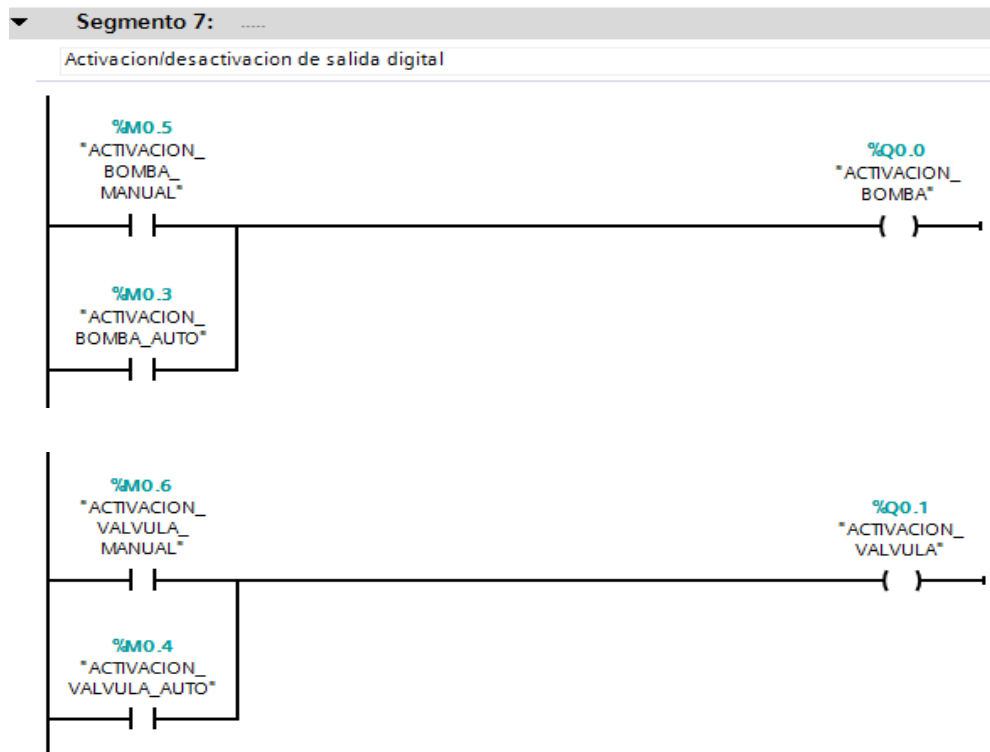 Segmento 7: .....
Activacion/desactivacion de salida digital
%M0.5
"ACTIVACION_
BOMBA_
MANUAL"
%Q0.0
"ACTIVACION_
BOMBA"
%M0.3
"ACTIVACION_
BOMBA_AUTO"
%M0.6
"ACTIVACION_
VALVULA_
MANUAL"
%Q0.1
"ACTIVACION_
VALVULA"
%M0.4
"ACTIVACION_
VALVULA_AUTO"